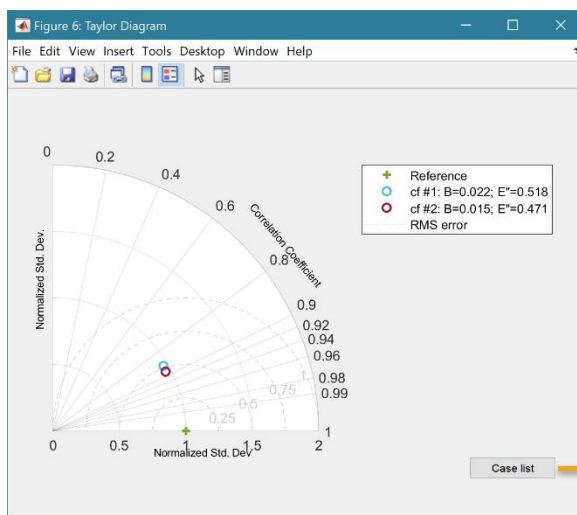 Figure 6: Taylor Diagram
File Edit View Insert Tools Desktop Window Help
0
0.2
0.4
0.6
0.8
0.9
0.92
0.94
0.96
0.98
0.99
1
Correlation Coefficient
Normalized Std. Dev.
1
0.75
0.5
0.25
0 0.5 1 1.5 2
Normalized Std. Dev.
Reference
cf #1: B=0.022; E"=0.518
cf #2: B=0.015; E"=0.471
RMS error
Case list